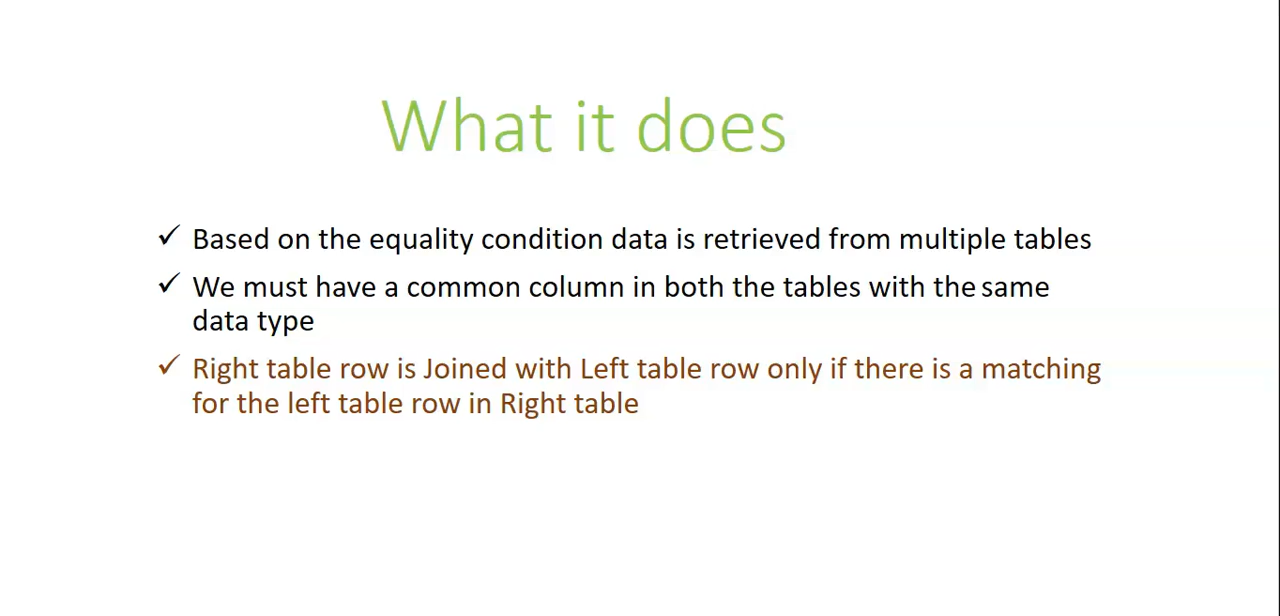 What it does
✓ Based on the equality condition data is retrieved from multiple tables
✓ We must have a common column in both the tables with the same
data type
✓ Right table row is Joined with Left table row only if there is a matching
for the left table row in Right table